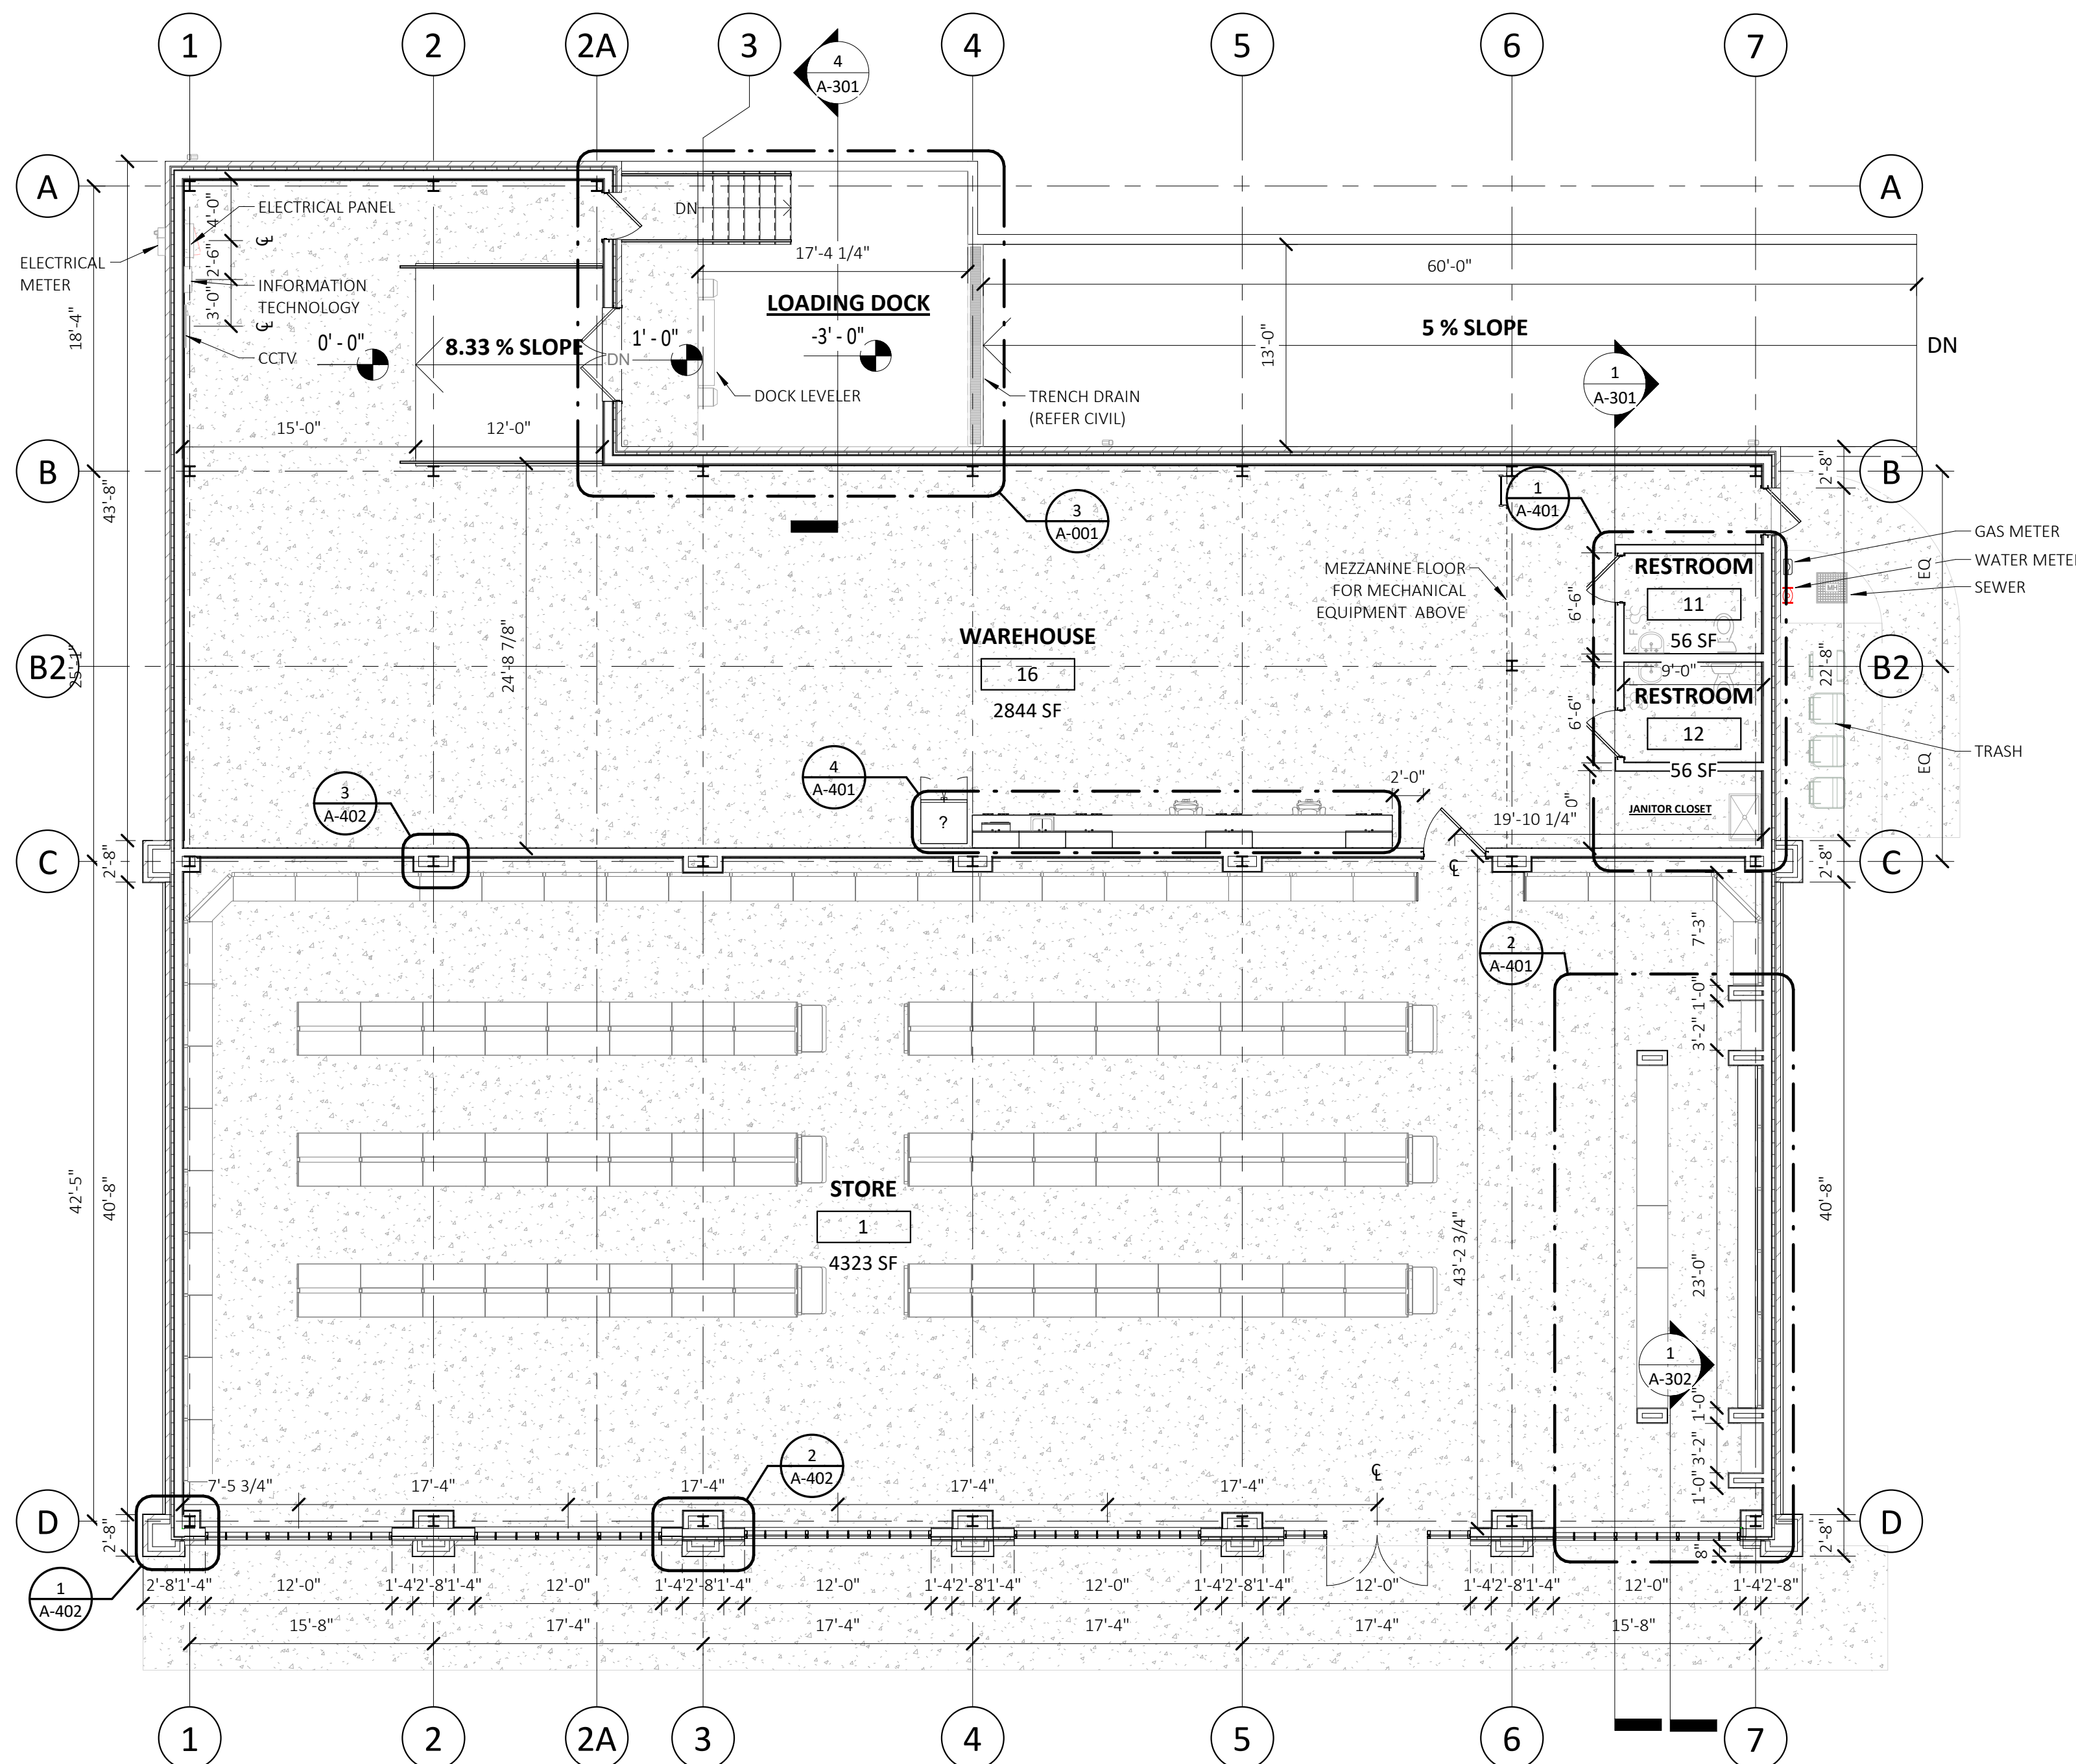 1
2
2A
3
4
5
6
7
4
A-301
A
A
ELECTRICAL PANEL
4'-0"
2'-6"
3'-0"
ELECTRICAL
METER
INFORMATION
TECHNOLOGY
CCTV
18'-4"
0' - 0"
8.33 % SLOPE
DN
DN
1' - 0"
17'-4 1/4"
LOADING DOCK
-3' - 0"
DOCK LEVELER
TRENCH DRAIN
(REFER CIVIL)
60'-0"
5 % SLOPE
13'-0"
DN
1
A-301
15'-0"
12'-0"
B
B
43'-8"
2'-8"
3
A-001
1
A-401
GAS METER
WATER METE
SEWER
EQ
MEZZANINE FLOOR
FOR MECHANICAL
EQUIPMENT ABOVE
RESTROOM
11
56 SF
6'-6"
24'-8 7/8"
WAREHOUSE
16
2844 SF
B2
25'-1"
B2
22'-8"
9'-0"
RESTROOM
12
56 SF
6'-6"
TRASH
EQ
4
A-401
3
A-402
2'-0"
?
JANITOR CLOSET
19'-10 1/4"
C
2'-8"
C
2'-8"
2
A-401
7'-3"
1'-0"
3'-2"
STORE
1
4323 SF
42'-5"
40'-8"
43'-2 3/4"
23'-0"
40'-8"
1
A-302
1'-0"
3'-2"
1'-0"
2
A-402
7'-5 3/4"
17'-4"
17'-4"
17'-4"
17'-4"
D
2'-8"
D
2'-8"
8"
1
A-402
2'-8"
1'-4"
12'-0"
1'-4"
2'-8"
1'-4"
12'-0"
1'-4"
2'-8"
1'-4"
12'-0"
1'-4"
2'-8"
1'-4"
12'-0"
1'-4"
2'-8"
1'-4"
12'-0"
1'-4"
2'-8"
1'-4"
12'-0"
1'-4"
2'-8"
15'-8"
17'-4"
17'-4"
17'-4"
17'-4"
15'-8"
1
2
2A
3
4
5
6
7